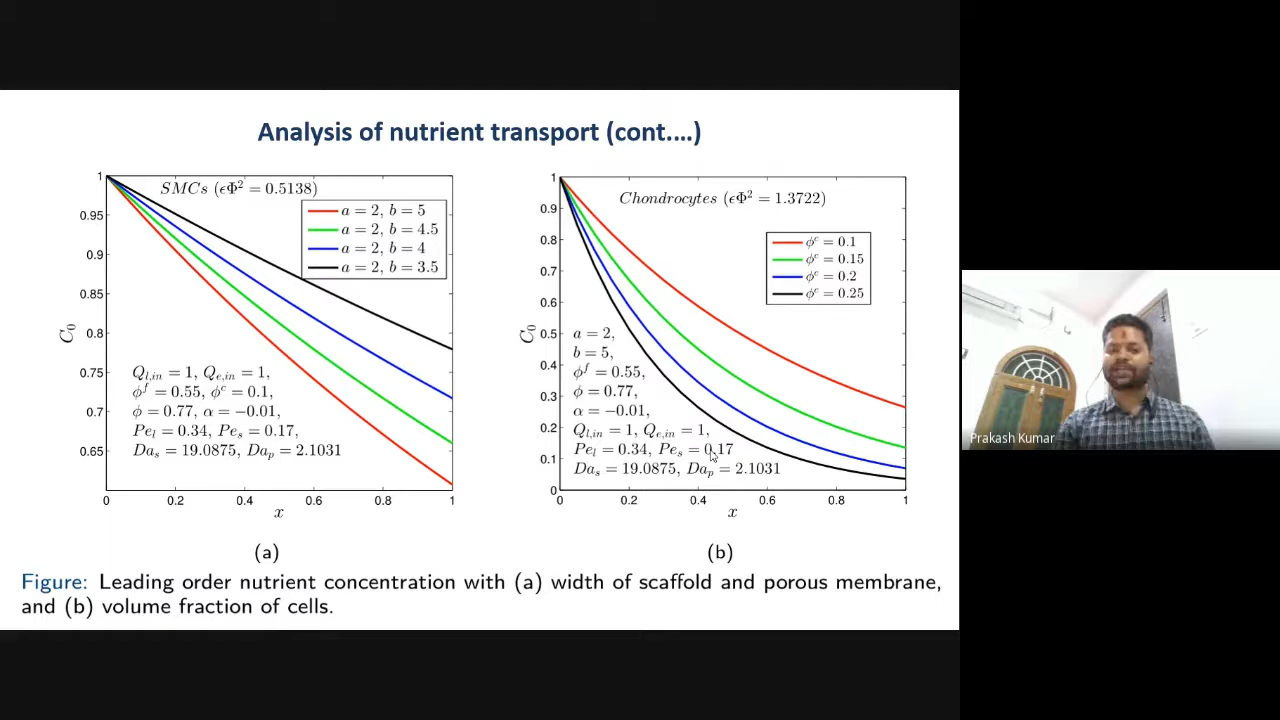 Analysis of nutrient transport (cont.…)
SMCs (ϵΦ² = 0.5138)
a = 2, b = 5
a = 2, b = 4.5
a = 2, b = 4
a = 2, b = 3.5
1
0.95
0.9
0.85
0.8
0.75
0.7
0.65
C₀
Q_{l,in} = 1, Q_{e,in} = 1,
ϕ^f = 0.55, ϕ^c = 0.1,
ϕ = 0.77, α = −0.01,
Pe_l = 0.34, Pe_s = 0.17,
Da_s = 19.0875, Da_p = 2.1031
0 0.2 0.4 0.6 0.8 1
x
(a)
Chondrocytes (ϵΦ² = 1.3722)
ϕ^c = 0.1
ϕ^c = 0.15
ϕ^c = 0.2
ϕ^c = 0.25
1
0.9
0.8
0.7
0.6
0.5
0.4
0.3
0.2
0.1
0
C₀
a = 2,
b = 5,
ϕ^f = 0.55,
ϕ = 0.77,
α = −0.01,
Q_{l,in} = 1, Q_{e,in} = 1,
Pe_l = 0.34, Pe_s = 0.17
Da_s = 19.0875, Da_p = 2.1031
0 0.2 0.4 0.6 0.8 1
x
(b)
Figure: Leading order nutrient concentration with (a) width of scaffold and porous membrane,
and (b) volume fraction of cells.
Prakash Kumar